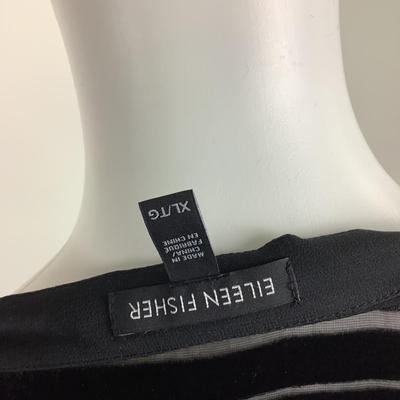 EILEEN FISHER
XL/TG
MADE IN
CHINA/
FABRIQUÉ
EN CHINE